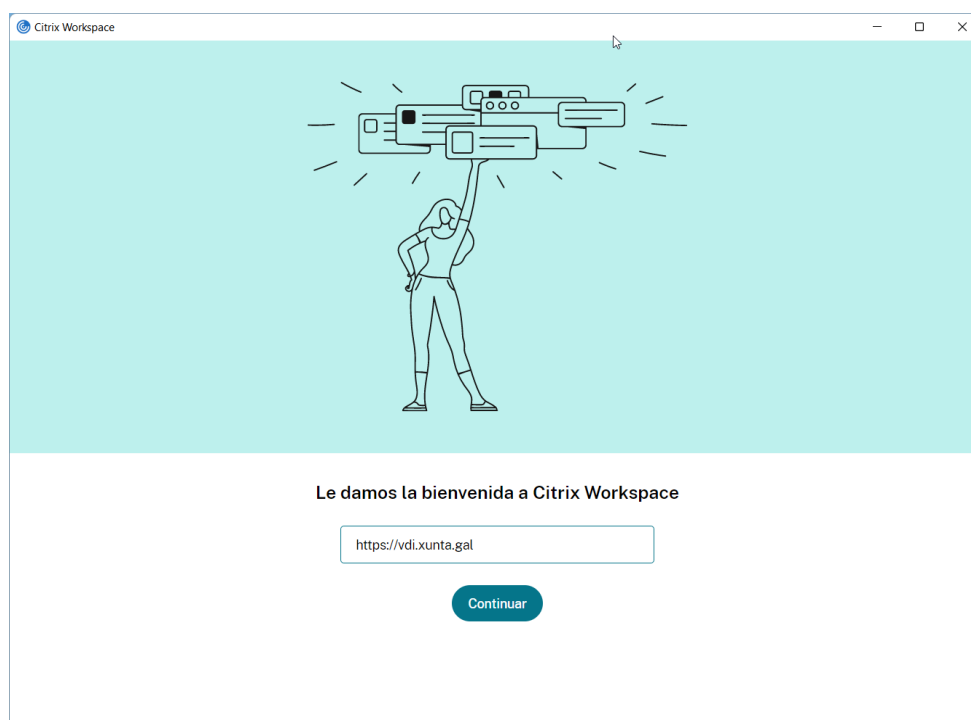 Citrix Workspace
Le damos la bienvenida a Citrix Workspace
https://vdi.xunta.gal
Continuar